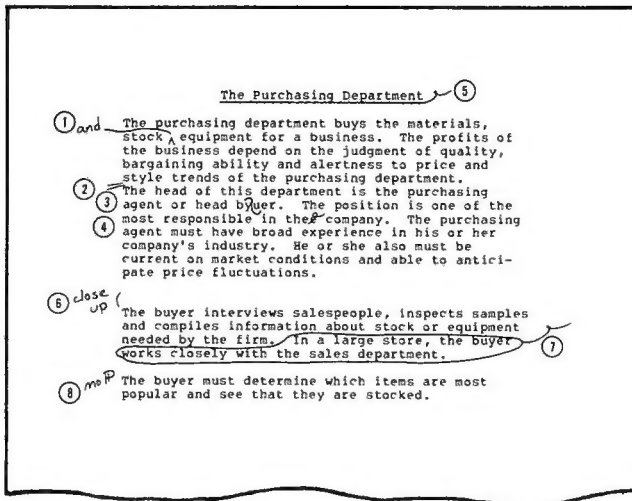 The Purchasing Department 5
1 and The purchasing department buys the materials,
stock equipment for a business. The profits of
the business depend on the judgment of quality,
bargaining ability and alertness to price and
style trends of the purchasing department.
2 The head of this department is the purchasing
3 agent or head byuer. The position is one of the
4 most responsible in the company. The purchasing
agent must have broad experience in his or her
company's industry. He or she also must be
current on market conditions and able to antici-
pate price fluctuations.
6 close up
The buyer interviews salespeople, inspects samples
and compiles information about stock or equipment
needed by the firm. In a large store, the buyer 7
works closely with the sales department.
8 no ¶ The buyer must determine which items are most
popular and see that they are stocked.